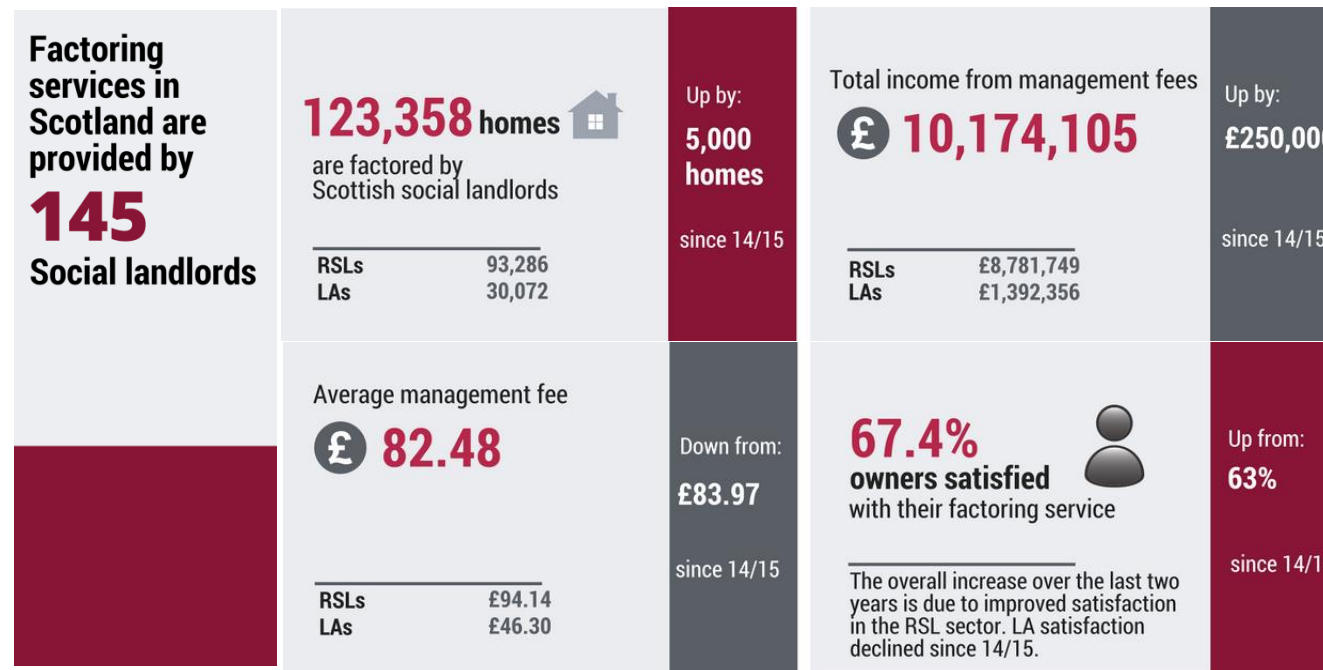 Factoring
services in
Scotland are
provided by
145
Social landlords
123,358 homes
are factored by
Scottish social landlords
RSLs 93,286
LAs 30,072
Up by:
5,000
homes
since 14/15
Total income from management fees
£ 10,174,105
RSLs £8,781,749
LAs £1,392,356
Up by:
£250,000
since 14/15
Average management fee
£ 82.48
RSLs £94.14
LAs £46.30
Down from:
£83.97
since 14/15
67.4%
owners satisfied
with their factoring service
The overall increase over the last two
years is due to improved satisfaction
in the RSL sector. LA satisfaction
declined since 14/15.
Up from:
63%
since 14/1